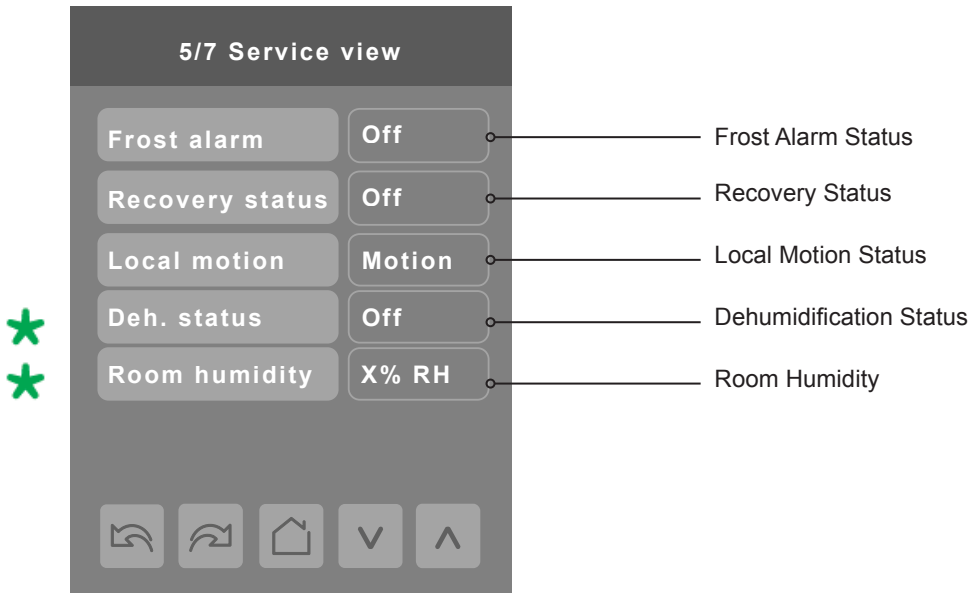 5/7 Service view
Frost alarm Off Frost Alarm Status
Recovery status Off Recovery Status
Local motion Motion Local Motion Status
Deh. status Off Dehumidification Status
Room humidity X% RH Room Humidity